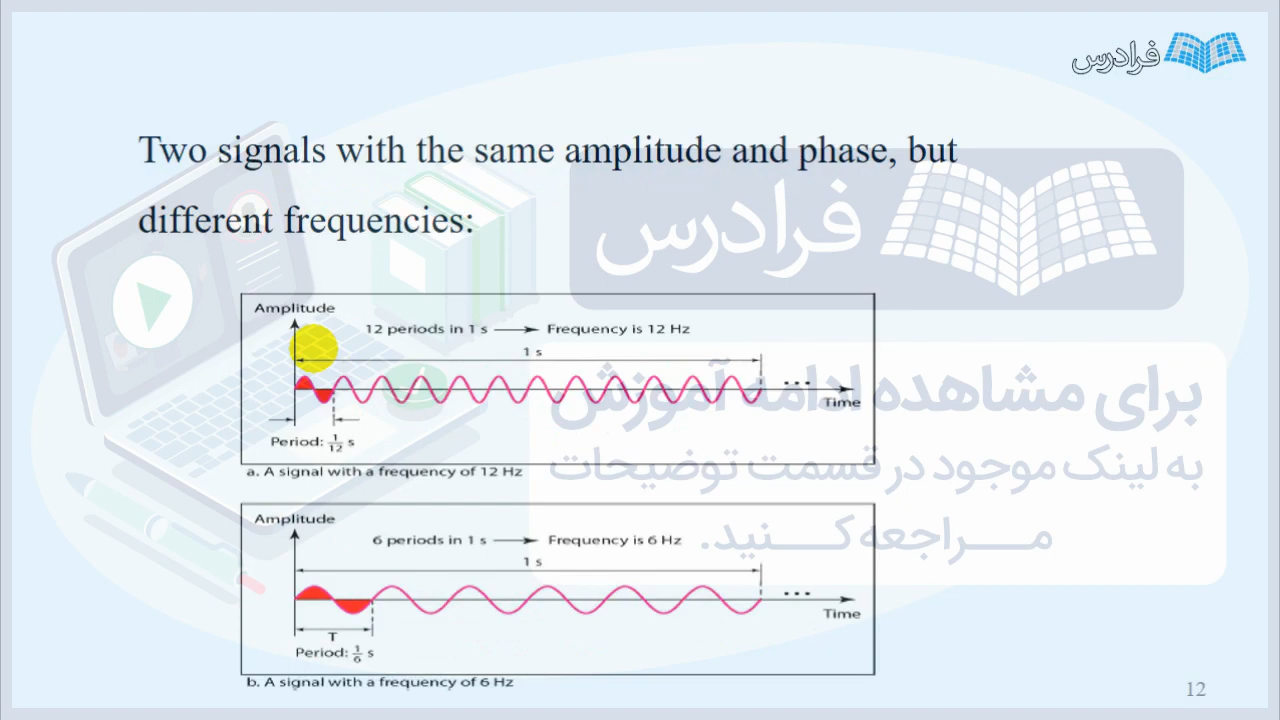 فرادرس
Two signals with the same amplitude and phase, but
different frequencies:
فرادرس
Amplitude
12 periods in 1 s Frequency is 12 Hz
1 s
...
Time
Period: 1/12 s
a. A signal with a frequency of 12 Hz
برای مشاهده ادامه آموزش
به لینک موجود در قسمت توضیحات
مــــراجعه کـــــنید.
Amplitude
6 periods in 1 s Frequency is 6 Hz
1 s
...
Time
T
Period: 1/6 s
b. A signal with a frequency of 6 Hz
12